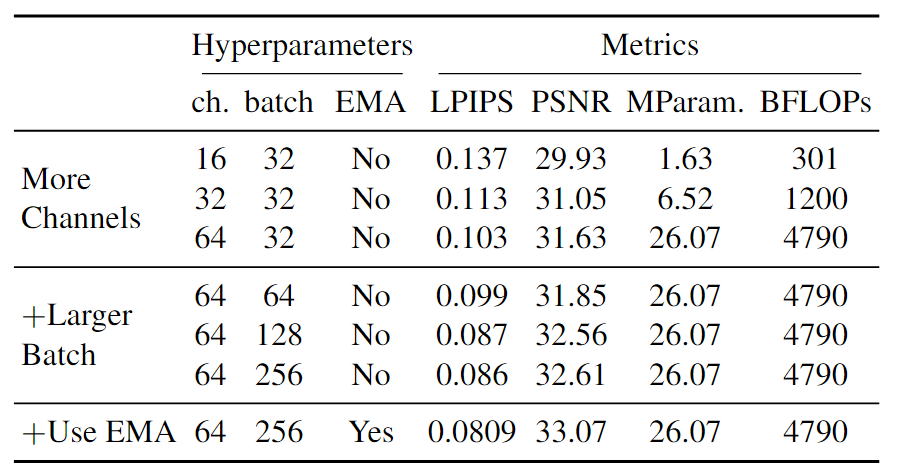 Hyperparameters Metrics
ch. batch EMA LPIPS PSNR MParam. BFLOPs
More Channels
16 32 No 0.137 29.93 1.63 301
32 32 No 0.113 31.05 6.52 1200
64 32 No 0.103 31.63 26.07 4790
+Larger Batch
64 64 No 0.099 31.85 26.07 4790
64 128 No 0.087 32.56 26.07 4790
64 256 No 0.086 32.61 26.07 4790
+Use EMA 64 256 Yes 0.0809 33.07 26.07 4790